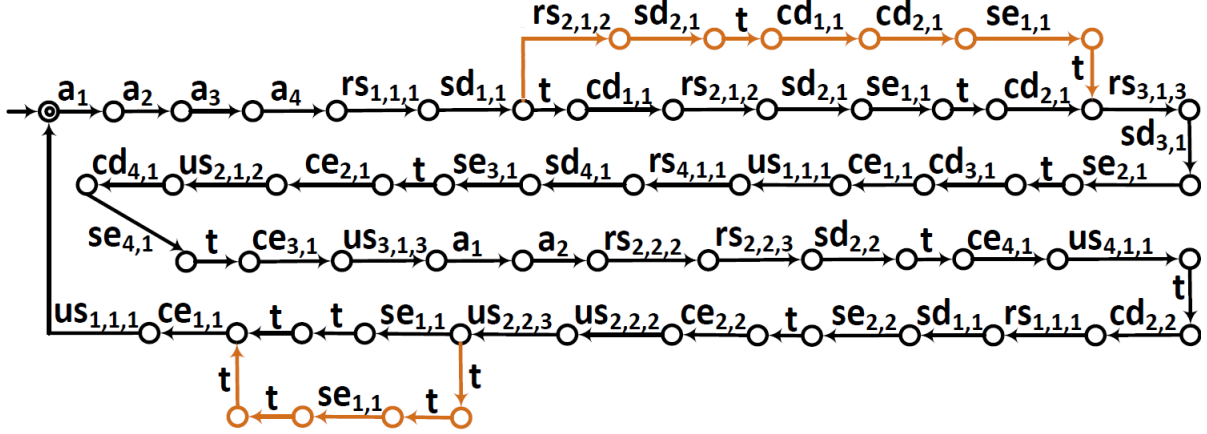 rs2,1,2 sd2,1 t cd1,1 cd2,1 se1,1
t
a1 a2 a3 a4 rs1,1,1 sd1,1 t cd1,1 rs2,1,2 sd2,1 se1,1 t cd2,1 rs3,1,3
sd3,1
cd4,1 us2,1,2 ce2,1 t se3,1 sd4,1 rs4,1,1 us1,1,1 ce1,1 cd3,1 t se2,1
se4,1 t ce3,1 us3,1,3 a1 a2 rs2,2,2 rs2,2,3 sd2,2 t ce4,1 us4,1,1
t
us1,1,1 ce1,1 t t se1,1 us2,2,3 us2,2,2 ce2,2 t se2,2 sd1,1 rs1,1,1 cd2,2
t t se1,1 t t